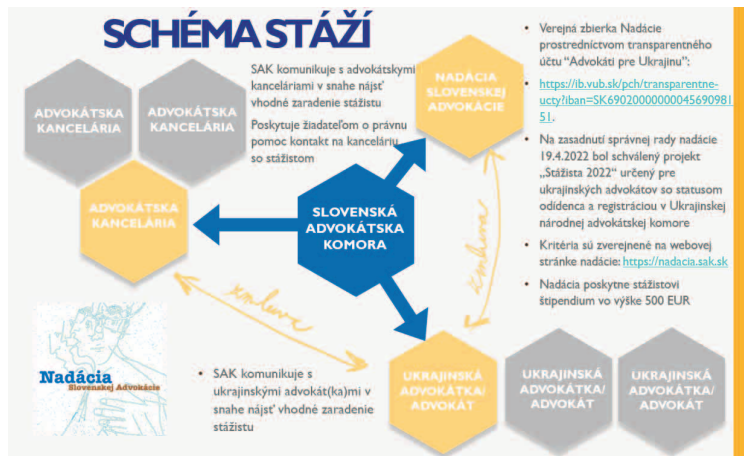 SCHÉMA STÁŽÍ
ADVOKÁTSKA
KANCELÁRIA
ADVOKÁTSKA
KANCELÁRIA
ADVOKÁTSKA
KANCELÁRIA
SAK komunikuje s advokátskymi
kanceláriami v snahe nájsť
vhodné zaradenie stážistu
Poskytuje žiadateľom o právnu
pomoc kontakt na kanceláriu
so stážistom
NADÁCIA
SLOVENSKEJ
ADVOKÁCIE
SLOVENSKÁ
ADVOKÁTSKA
KOMORA
zmluva
zmluva
• Verejná zbierka Nadácie
prostredníctvom transparentného
účtu "Advokáti pre Ukrajinu":
• https://ib.vub.sk/pch/transparentne-
ucty?iban=SK6902000000004569098​1
51.
• Na zasadnutí správnej rady nadácie
19.4.2022 bol schválený projekt
„Stážista 2022“ určený pre
ukrajinských advokátov so statusom
odídenca a registráciou v Ukrajinskej
národnej advokátskej komore
• Kritéria sú zverejnené na webovej
stránke nadácie: https://nadacia.sak.sk
• Nadácia poskytne stážistovi
štipendium vo výške 500 EUR
Nadácia
Slovenskej Advokácie
• SAK komunikuje s
ukrajinskými advokát(ka)mi v
snahe nájsť vhodné zaradenie
stážistu
UKRAJINSKÁ
ADVOKÁTKA/
ADVOKÁT
UKRAJINSKÁ
ADVOKÁTKA/
ADVOKÁT
UKRAJINSKÁ
ADVOKÁTKA/
ADVOKÁT